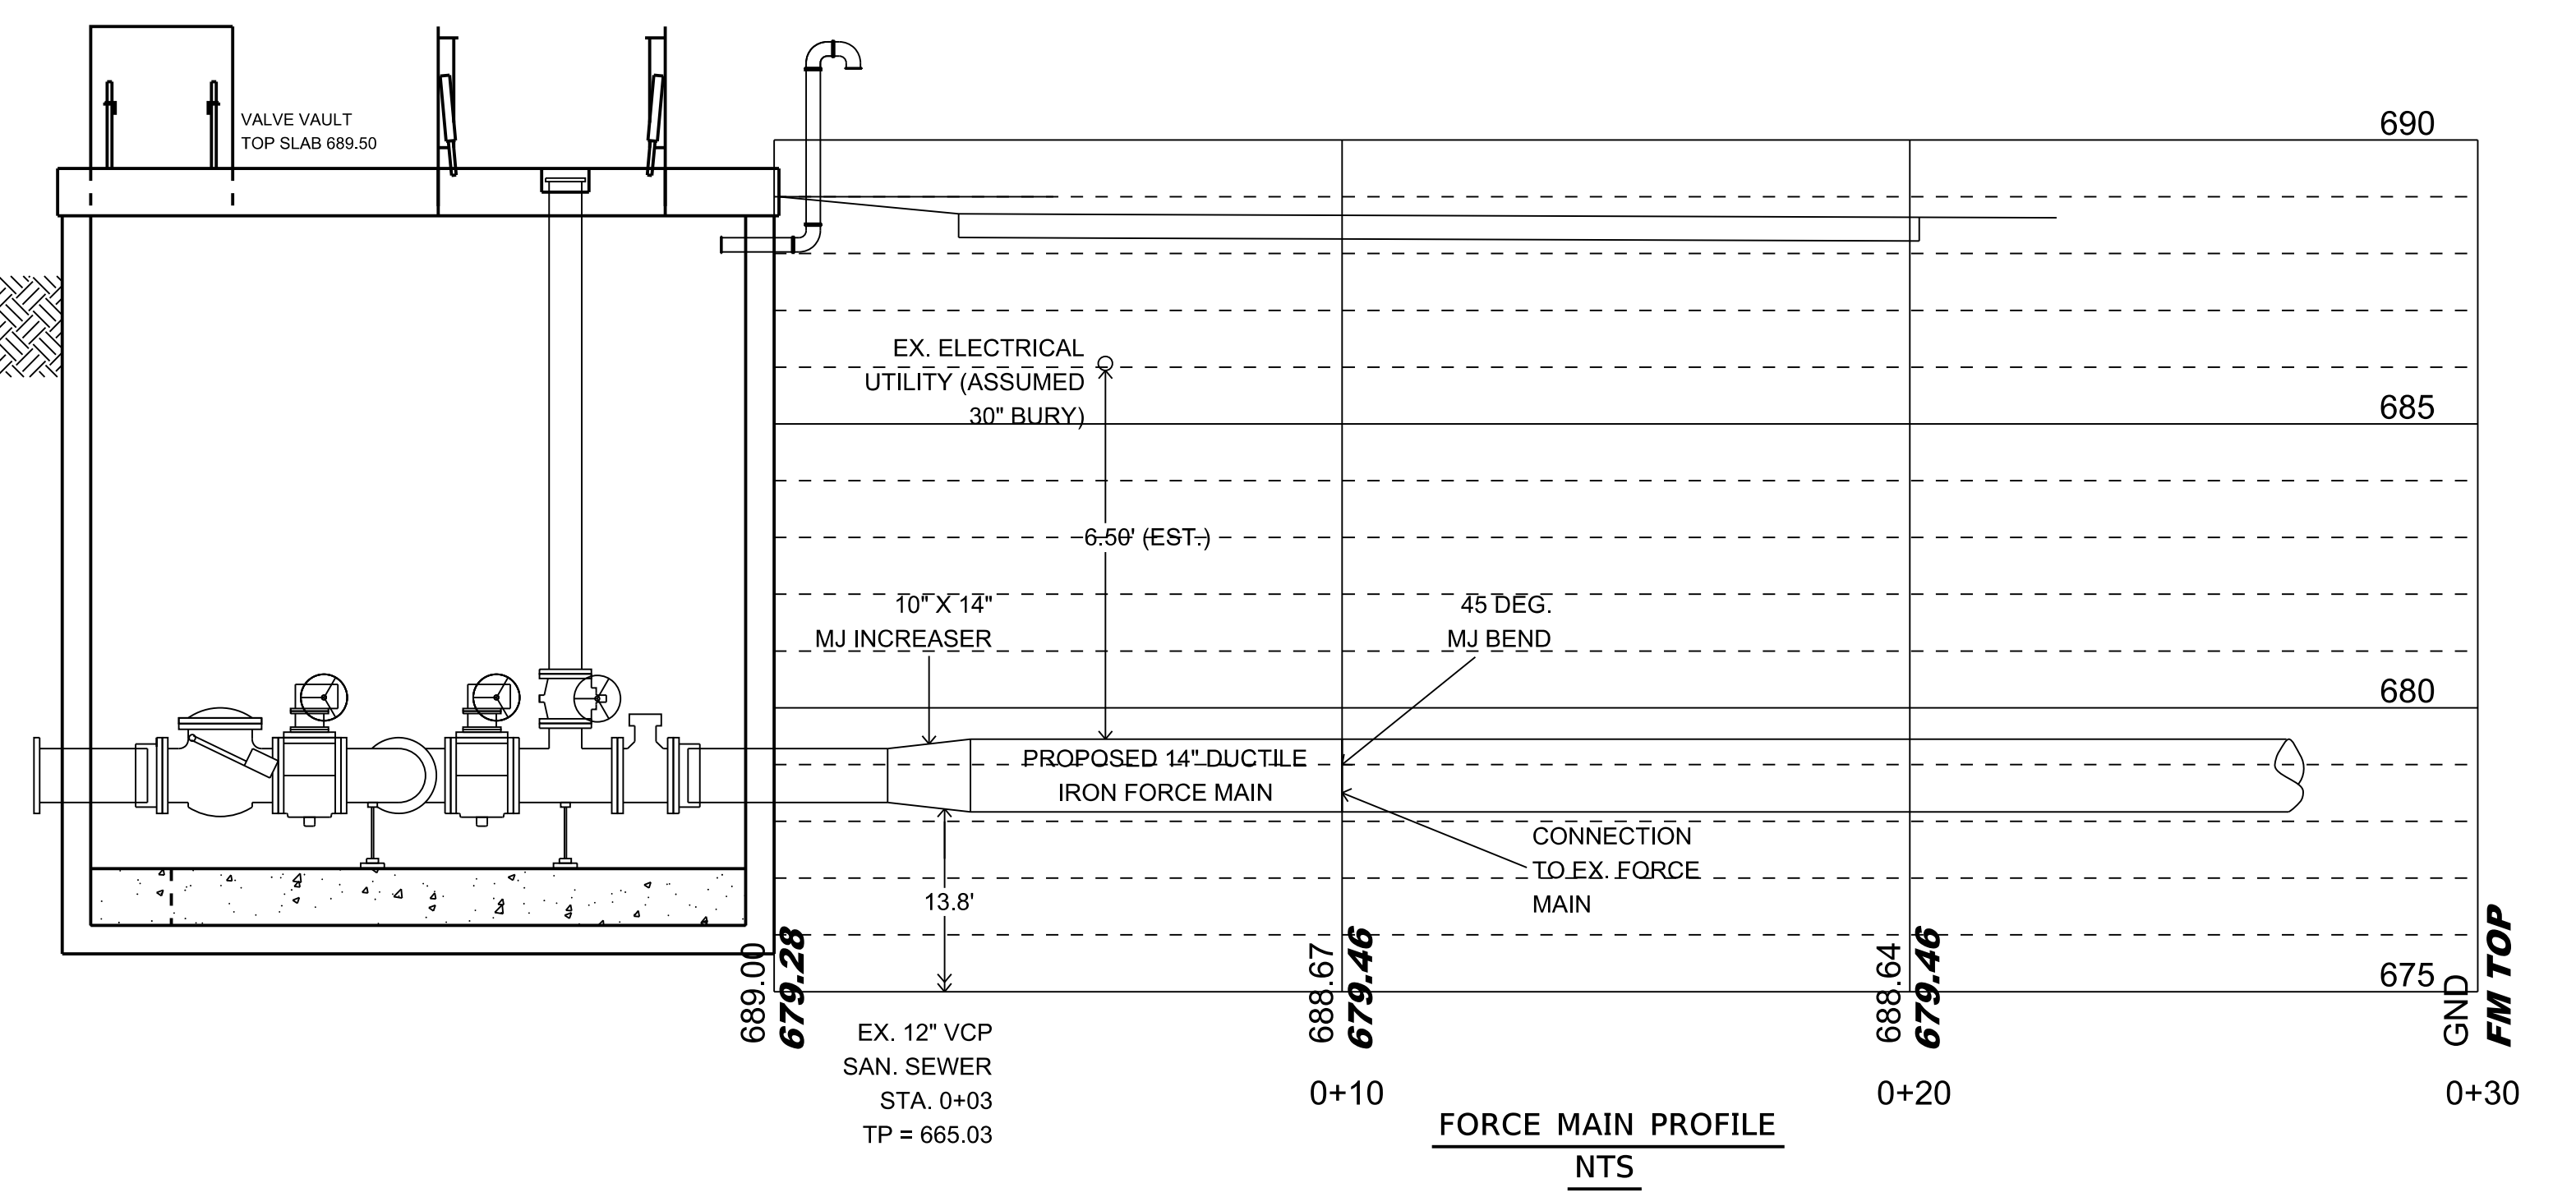 VALVE VAULT
TOP SLAB 689.50
690
EX. ELECTRICAL
UTILITY (ASSUMED
30" BURY)
685
6.50' (EST.)
10" X 14"
MJ INCREASER
45 DEG.
MJ BEND
680
PROPOSED 14" DUCTILE
IRON FORCE MAIN
CONNECTION
TO EX. FORCE
MAIN
13.8'
675
689.00
679.28
688.67
679.46
688.64
679.46
GND
FM TOP
EX. 12" VCP
SAN. SEWER
STA. 0+03
TP = 665.03
0+10
0+20
0+30
FORCE MAIN PROFILE
NTS